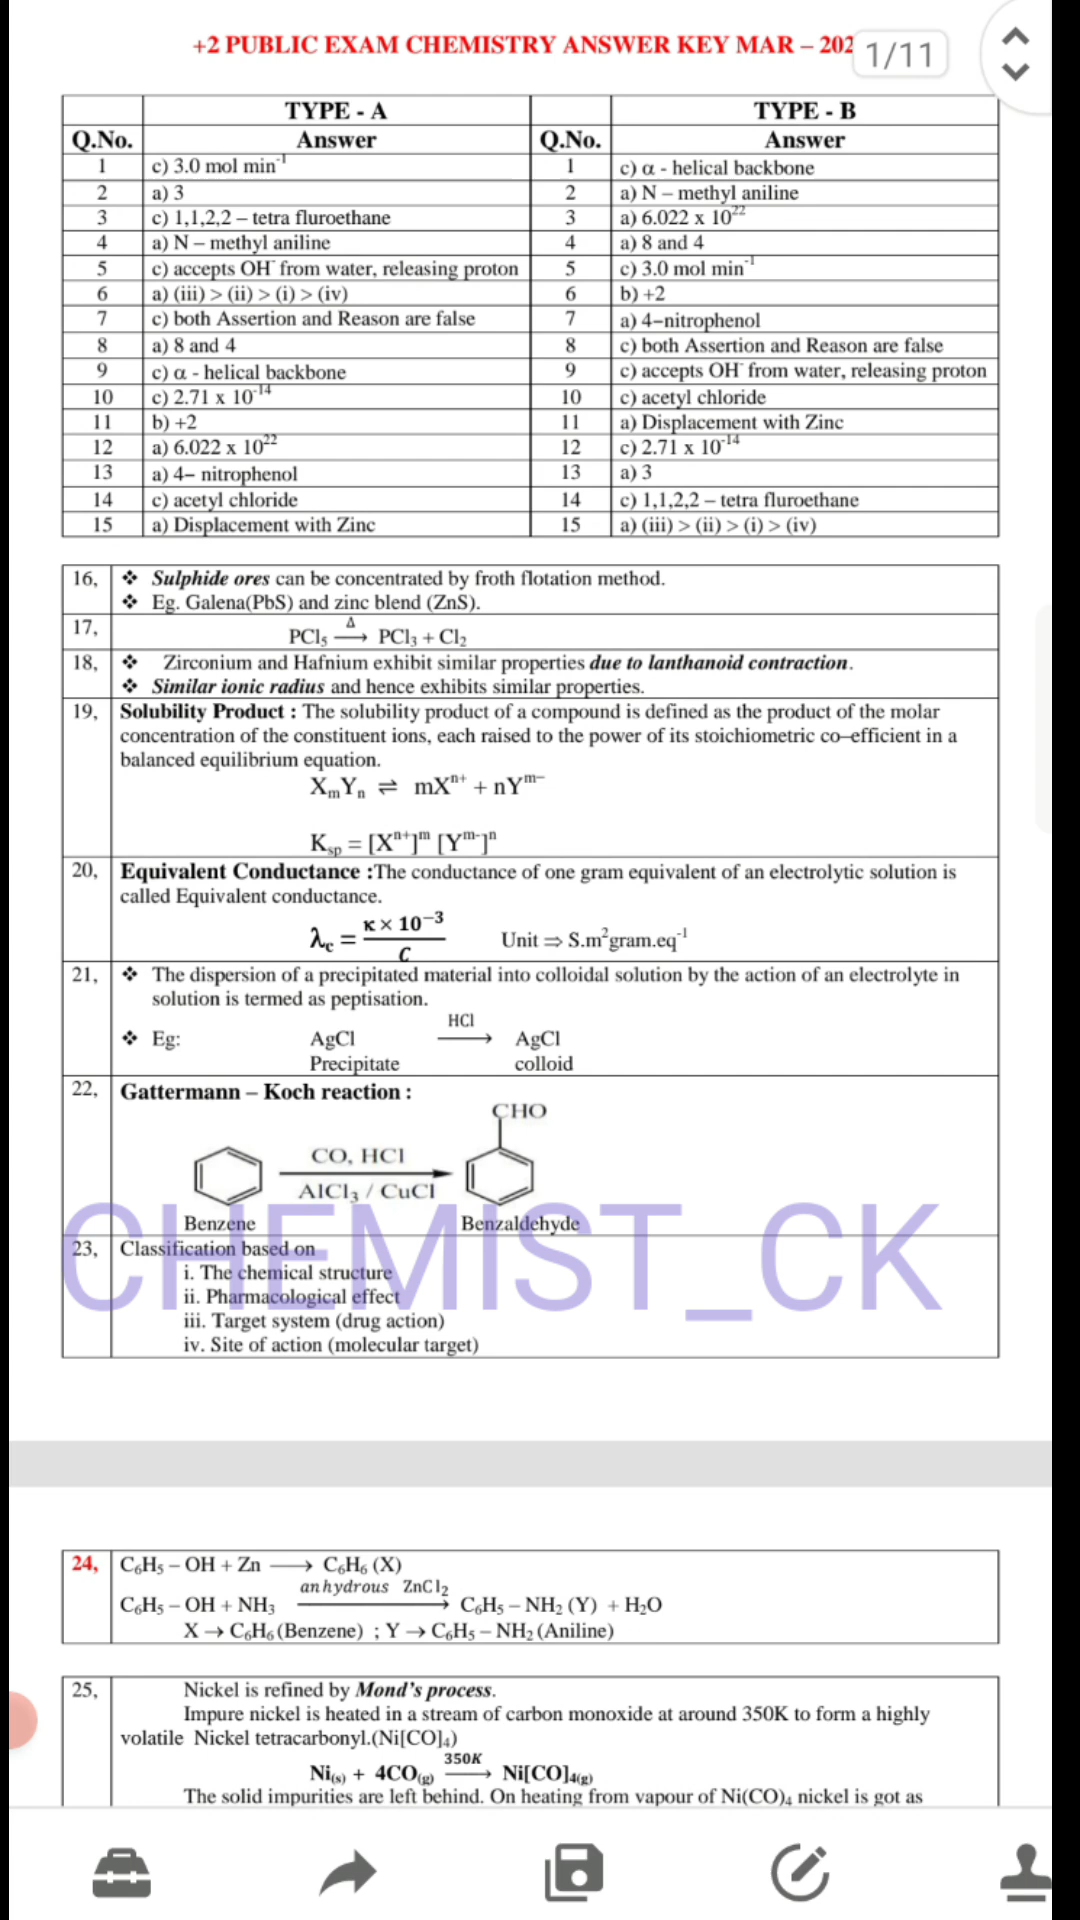 +2 PUBLIC EXAM CHEMISTRY ANSWER KEY MAR – 202
1/11
TYPE - A TYPE - B
Q.No. Answer Q.No. Answer
1 c) 3.0 mol min⁻¹ 1 c) α - helical backbone
2 a) 3 2 a) N – methyl aniline
3 c) 1,1,2,2 – tetra fluroethane 3 a) 6.022 x 10²²
4 a) N – methyl aniline 4 a) 8 and 4
5 c) accepts OH⁻ from water, releasing proton 5 c) 3.0 mol min⁻¹
6 a) (iii) > (ii) > (i) > (iv) 6 b) +2
7 c) both Assertion and Reason are false 7 a) 4–nitrophenol
8 a) 8 and 4 8 c) both Assertion and Reason are false
9 c) α - helical backbone 9 c) accepts OH⁻ from water, releasing proton
10 c) 2.71 x 10⁻¹⁴ 10 c) acetyl chloride
11 b) +2 11 a) Displacement with Zinc
12 a) 6.022 x 10²² 12 c) 2.71 x 10⁻¹⁴
13 a) 4– nitrophenol 13 a) 3
14 c) acetyl chloride 14 c) 1,1,2,2 – tetra fluroethane
15 a) Displacement with Zinc 15 a) (iii) > (ii) > (i) > (iv)
16, ❖ Sulphide ores can be concentrated by froth flotation method.
❖ Eg. Galena(PbS) and zinc blend (ZnS).
17, PCl₅ —Δ→ PCl₃ + Cl₂
18, ❖ Zirconium and Hafnium exhibit similar properties due to lanthanoid contraction.
❖ Similar ionic radius and hence exhibits similar properties.
19, Solubility Product : The solubility product of a compound is defined as the product of the molar
concentration of the constituent ions, each raised to the power of its stoichiometric co–efficient in a
balanced equilibrium equation.
XₘYₙ ⇌ mXⁿ⁺ + nYᵐ⁻
Kₛₚ = [Xⁿ⁺]ᵐ [Yᵐ⁻]ⁿ
20, Equivalent Conductance :The conductance of one gram equivalent of an electrolytic solution is
called Equivalent conductance.
λc = κ × 10⁻³ / C Unit ⇒ S.m²gram.eq⁻¹
21, ❖ The dispersion of a precipitated material into colloidal solution by the action of an electrolyte in
solution is termed as peptisation.
HCl
❖ Eg: AgCl ⟶ AgCl
Precipitate colloid
22, Gattermann – Koch reaction :
CHO
CO, HCl
AlCl₃ / CuCl
Benzene Benzaldehyde
CHEMIST_CK
23, Classification based on
i. The chemical structure
ii. Pharmacological effect
iii. Target system (drug action)
iv. Site of action (molecular target)
24, C₆H₅ – OH + Zn ⟶ C₆H₆ (X)
anhydrous ZnCl₂
C₆H₅ – OH + NH₃ ⟶ C₆H₅ – NH₂ (Y) + H₂O
X → C₆H₆ (Benzene) ; Y → C₆H₅ – NH₂ (Aniline)
25, Nickel is refined by Mond's process.
Impure nickel is heated in a stream of carbon monoxide at around 350K to form a highly
volatile Nickel tetracarbonyl.(Ni[CO]₄)
350K
Ni(s) + 4CO(g) ⟶ Ni[CO]₄(g)
The solid impurities are left behind. On heating from vapour of Ni(CO)₄ nickel is got as